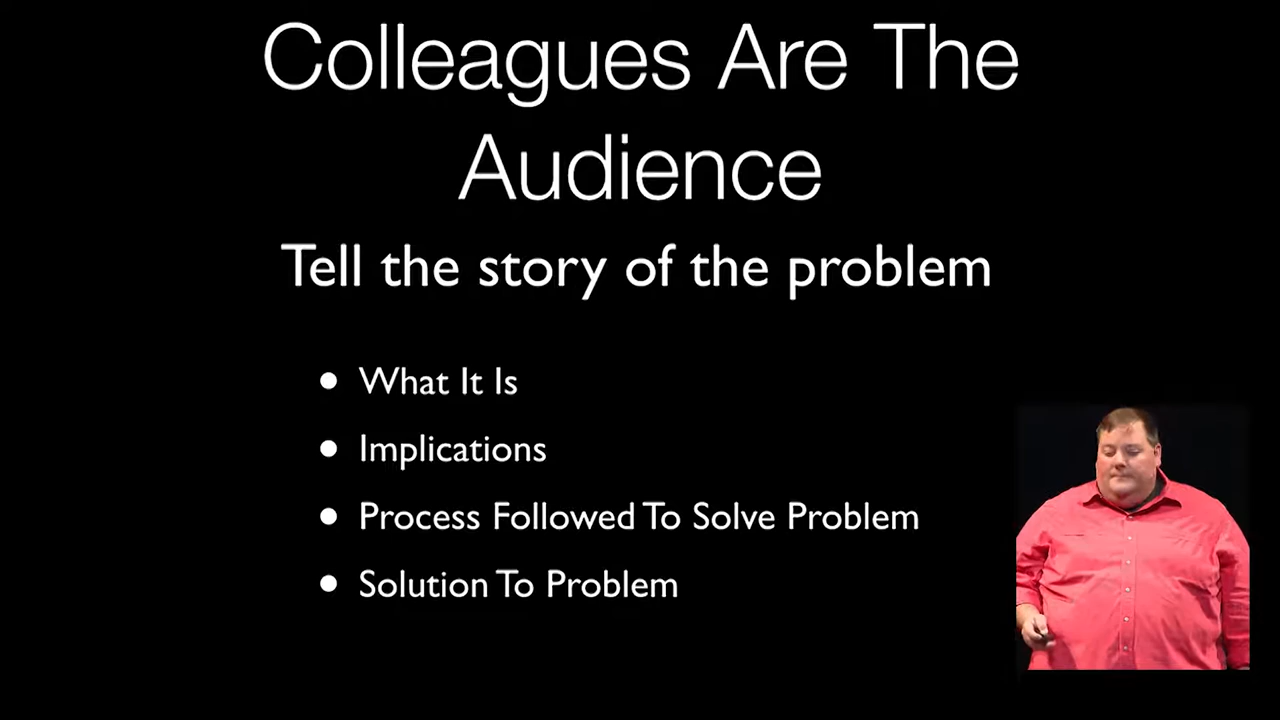 Colleagues Are The
Audience
Tell the story of the problem
What It Is
Implications
Process Followed To Solve Problem
Solution To Problem